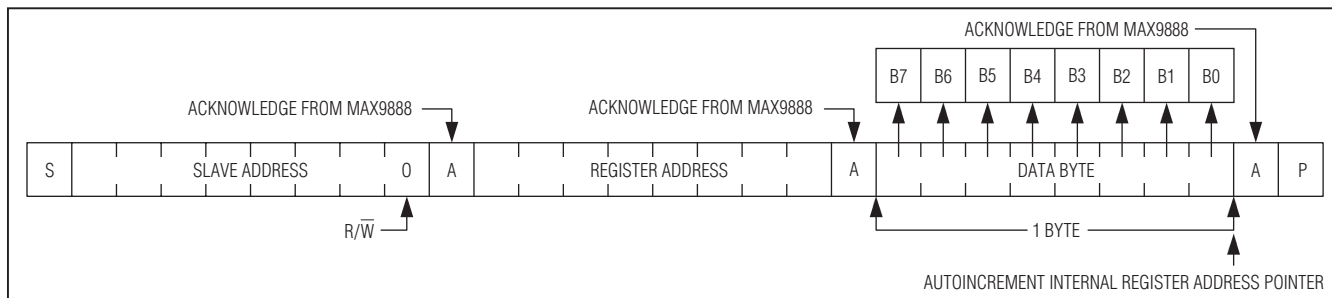 ACKNOWLEDGE FROM MAX9888
B7 B6 B5 B4 B3 B2 B1 B0
ACKNOWLEDGE FROM MAX9888 ACKNOWLEDGE FROM MAX9888
S SLAVE ADDRESS 0 A REGISTER ADDRESS A DATA BYTE A P
R/W̅ 1 BYTE
AUTOINCREMENT INTERNAL REGISTER ADDRESS POINTER